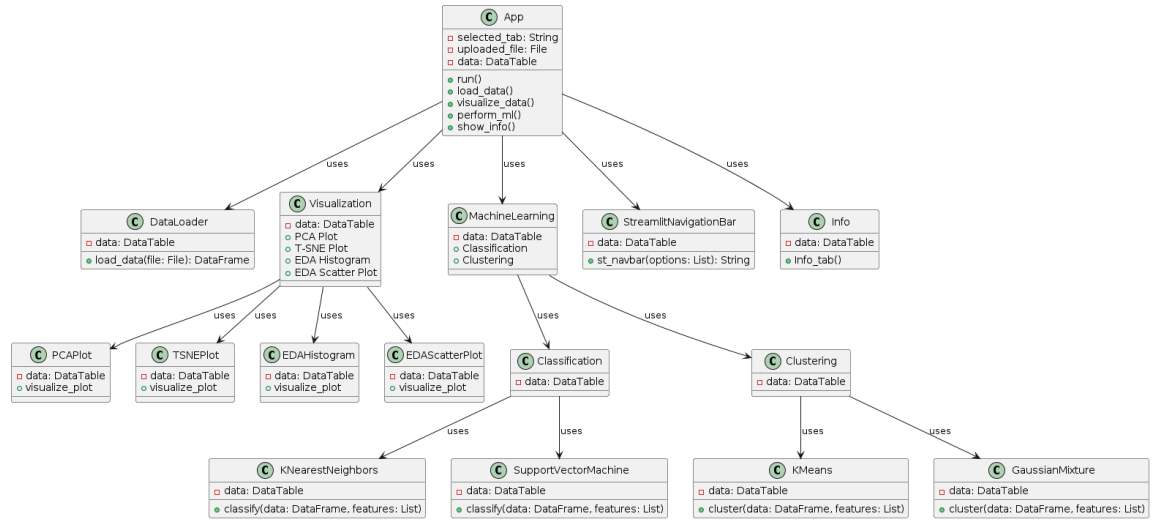 C App
selected_tab: String
uploaded_file: File
data: DataTable
run()
load_data()
visualize_data()
perform_ml()
show_info()
uses
uses
uses
uses
uses
C DataLoader
data: DataTable
load_data(file: File): DataFrame
C Visualization
data: DataTable
PCA Plot
T-SNE Plot
EDA Histogram
EDA Scatter Plot
C MachineLearning
data: DataTable
Classification
Clustering
C StreamlitNavigationBar
data: DataTable
st_navbar(options: List): String
C Info
data: DataTable
Info_tab()
uses
uses
uses
uses
uses
uses
C PCAPlot
data: DataTable
visualize_plot
C TSNEPlot
data: DataTable
visualize_plot
C EDAHistogram
data: DataTable
visualize_plot
C EDAScatterPlot
data: DataTable
visualize_plot
C Classification
data: DataTable
C Clustering
data: DataTable
uses
uses
uses
uses
C KNearestNeighbors
data: DataTable
classify(data: DataFrame, features: List)
C SupportVectorMachine
data: DataTable
classify(data: DataFrame, features: List)
C KMeans
data: DataTable
cluster(data: DataFrame, features: List)
C GaussianMixture
data: DataTable
cluster(data: DataFrame, features: List)